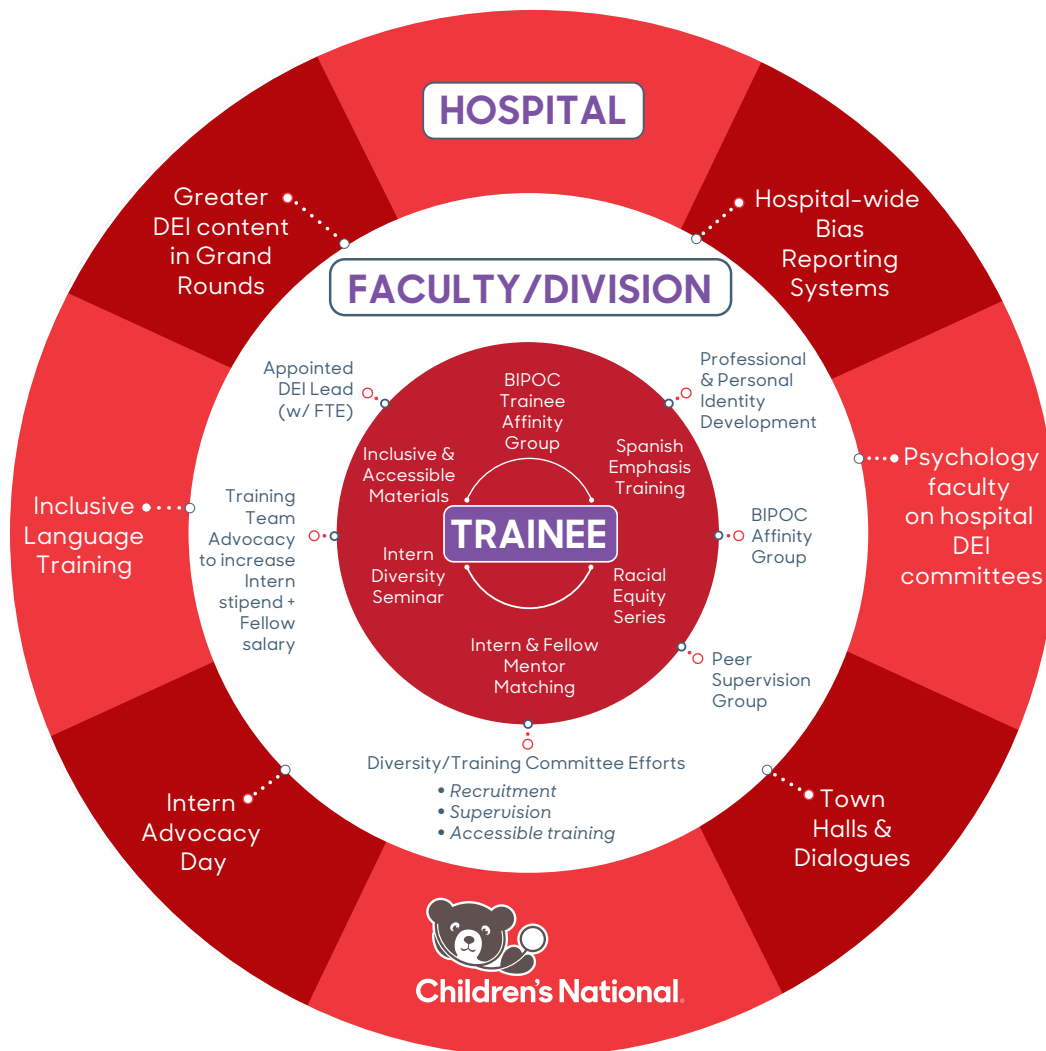 HOSPITAL
Greater
DEI content
in Grand
Rounds
Hospital-wide
Bias
Reporting
Systems
FACULTY/DIVISION
Appointed
DEI Lead
(w/ FTE)
Professional
& Personal
Identity
Development
BIPOC
Trainee
Affinity
Group
Inclusive &
Accessible
Materials
Spanish
Emphasis
Training
Inclusive
Language
Training
Training
Team
Advocacy
to increase
Intern
stipend +
Fellow
salary
TRAINEE
BIPOC
Affinity
Group
Psychology
faculty
on hospital
DEI
committees
Intern
Diversity
Seminar
Racial
Equity
Series
Intern & Fellow
Mentor
Matching
Peer
Supervision
Group
Diversity/Training Committee Efforts
• Recruitment
• Supervision
• Accessible training
Intern
Advocacy
Day
Town
Halls &
Dialogues
Children's National